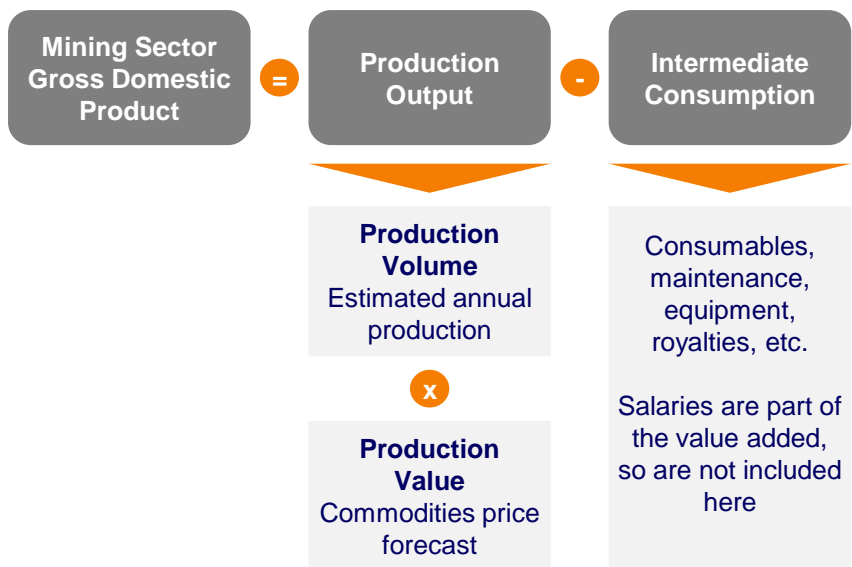 Mining Sector
Gross Domestic
Product
=
Production
Output
-
Intermediate
Consumption
Production
Volume
Estimated annual
production
x
Production
Value
Commodities price
forecast
Consumables,
maintenance,
equipment,
royalties, etc.
Salaries are part of
the value added,
so are not included
here